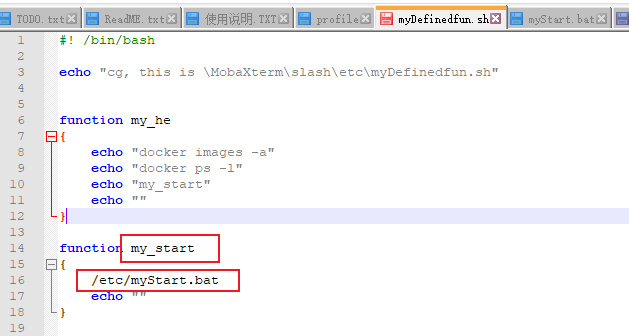 TODO.txt ReadME.txt 使用说明.TXT profile myDefinedfun.sh myStart.bat
1 #! /bin/bash
2
3 echo "cg, this is \MobaXterm\slash\etc\myDefinedfun.sh"
4
5
6 function my_he
7 {
8 echo "docker images -a"
9 echo "docker ps -l"
10 echo "my_start"
11 echo ""
12 }
13
14 function my_start
15 {
16 /etc/myStart.bat
17 echo ""
18 }
19